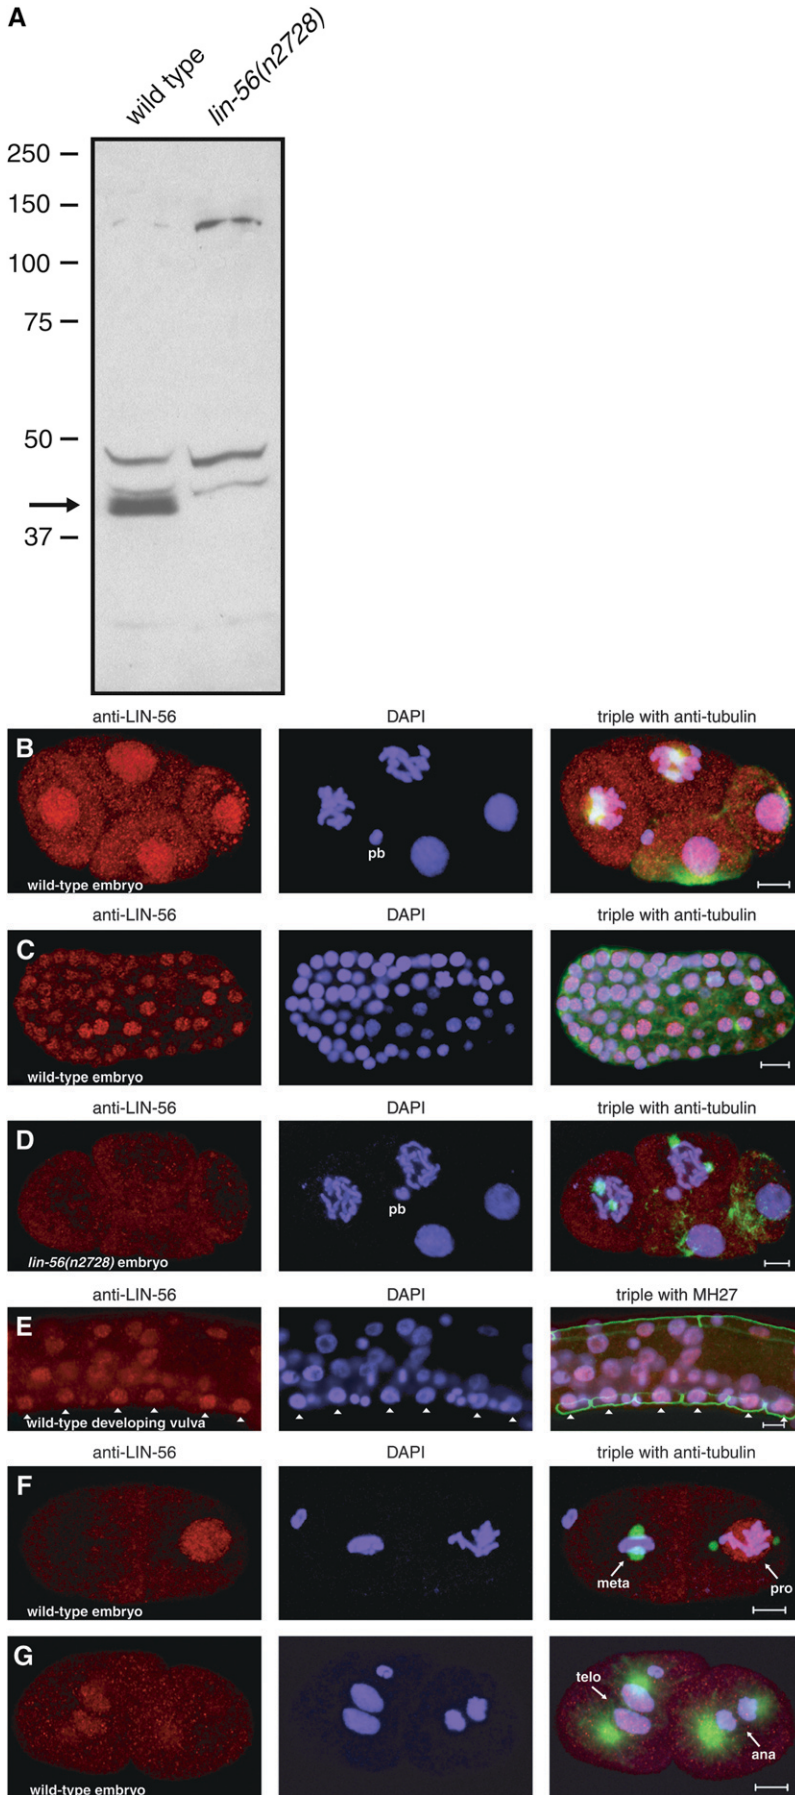 A
wild type
lin-56(n2728)
250
150
100
75
50
37
anti-LIN-56 DAPI triple with anti-tubulin
B
pb
wild-type embryo
anti-LIN-56 DAPI triple with anti-tubulin
C
wild-type embryo
anti-LIN-56 DAPI triple with anti-tubulin
D
pb
lin-56(n2728) embryo
anti-LIN-56 DAPI triple with MH27
E
wild-type developing vulva
anti-LIN-56 DAPI triple with anti-tubulin
F
meta
pro
wild-type embryo
G
telo
ana
wild-type embryo